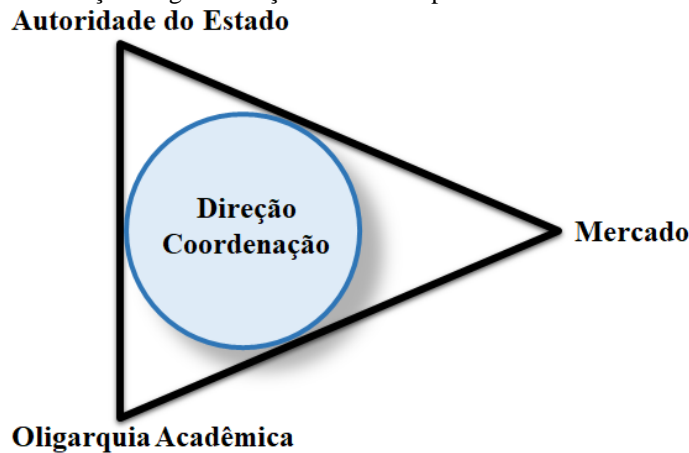 Autoridade do Estado
Direção
Coordenação
Mercado
Oligarquia Acadêmica